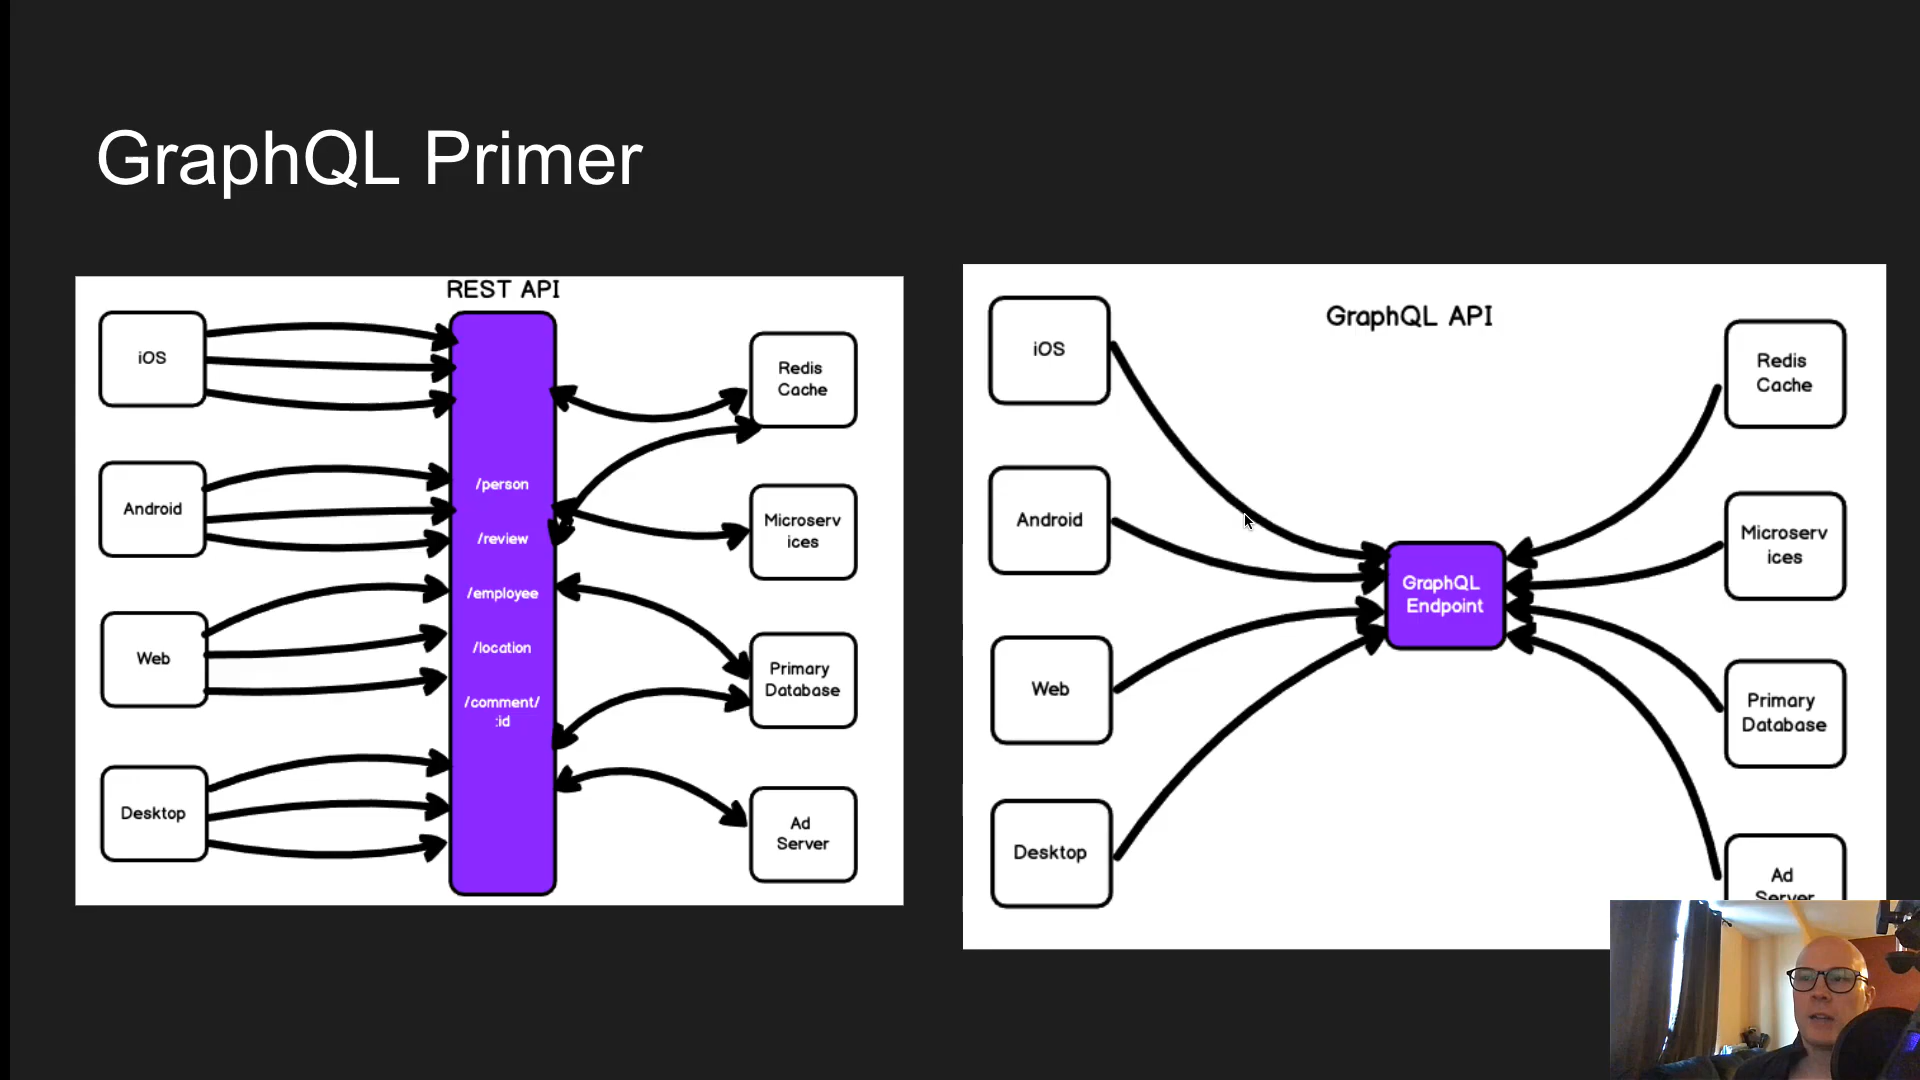 GraphQL Primer
REST API
iOS
Android
Web
Desktop
/person
/review
/employee
/location
/comment/
:id
Redis
Cache
Microserv
ices
Primary
Database
Ad
Server
GraphQL API
iOS
Android
Web
Desktop
GraphQL
Endpoint
Redis
Cache
Microserv
ices
Primary
Database
Ad
Server